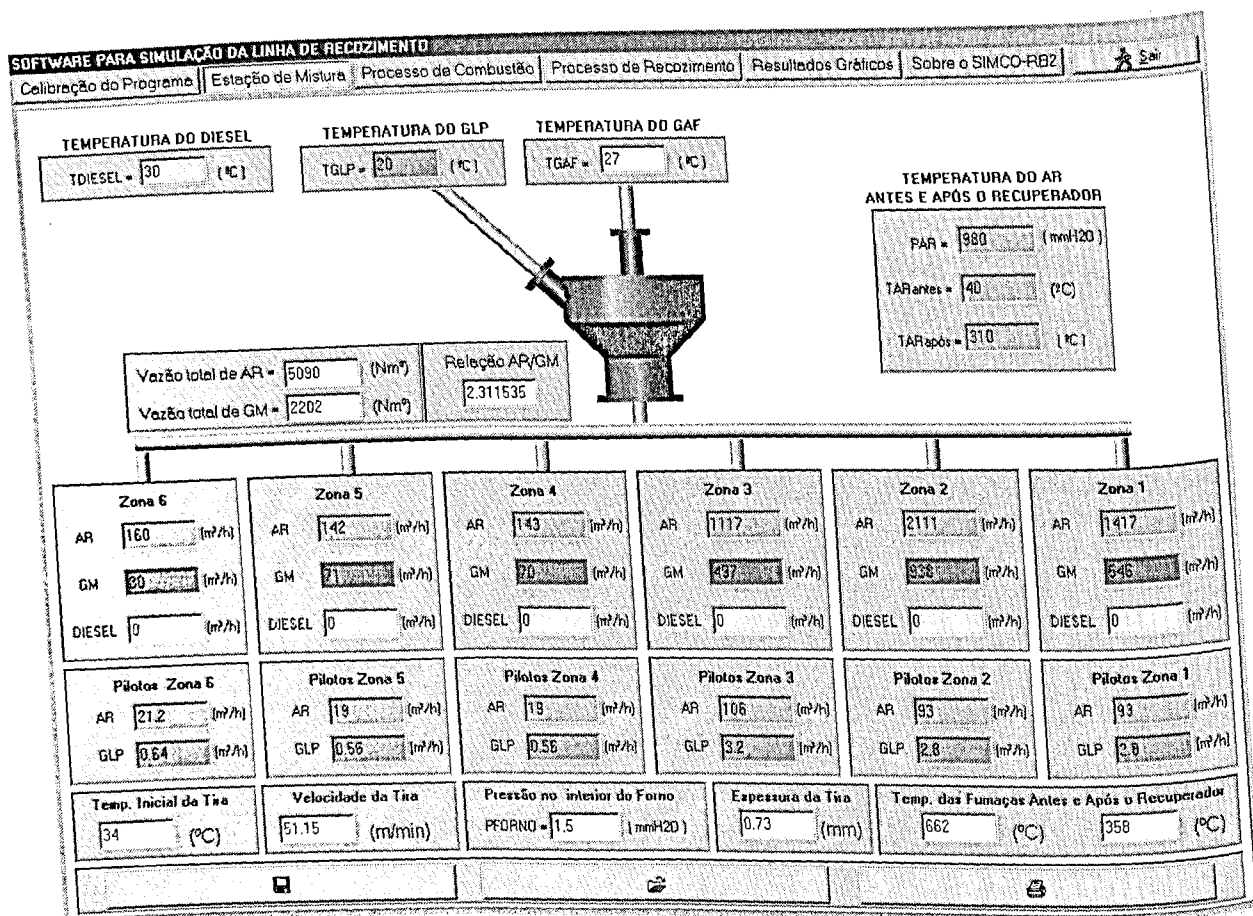 SOFTWARE PARA SIMULAÇÃO DA LINHA DE RECOZIMENTO
Calibração do Programa Estação de Mistura Processo de Combustão Processo de Recozimento Resultados Gráficos Sobre o SIMCO-RB2 Sair
TEMPERATURA DO DIESEL
TDIESEL = 30 (ºC)
TEMPERATURA DO GLP
TGLP = 20 (ºC)
TEMPERATURA DO GAF
TGAF = 27 (ºC)
TEMPERATURA DO AR
ANTES E APÓS O RECUPERADOR
PAR = 980 (mmH2O)
TARantes = 40 (ºC)
TARapós = 310 (ºC)
Vazão total de AR = 5090 (Nm³)
Vazão total de GM = 2202 (Nm³)
Relação AR/GM
2.311535
Zona 6
AR 160 (m³/h)
GM 80 (m³/h)
DIESEL 0 (m³/h)
Zona 5
AR 142 (m³/h)
GM 71 (m³/h)
DIESEL 0 (m³/h)
Zona 4
AR 143 (m³/h)
GM 70 (m³/h)
DIESEL 0 (m³/h)
Zona 3
AR 1117 (m³/h)
GM 497 (m³/h)
DIESEL 0 (m³/h)
Zona 2
AR 2111 (m³/h)
GM 938 (m³/h)
DIESEL 0 (m³/h)
Zona 1
AR 1417 (m³/h)
GM 546 (m³/h)
DIESEL 0 (m³/h)
Pilotos Zona 6
AR 21.2 (m³/h)
GLP 0.64 (m³/h)
Pilotos Zona 5
AR 19 (m³/h)
GLP 0.56 (m³/h)
Pilotos Zona 4
AR 19 (m³/h)
GLP 0.56 (m³/h)
Pilotos Zona 3
AR 106 (m³/h)
GLP 3.2 (m³/h)
Pilotos Zona 2
AR 93 (m³/h)
GLP 2.8 (m³/h)
Pilotos Zona 1
AR 93 (m³/h)
GLP 2.8 (m³/h)
Temp. Inicial da Tira
34 (ºC)
Velocidade da Tira
51.15 (m/min)
Pressão no interior do Forno
PFORNO = 1.5 (mmH2O)
Espessura da Tira
0.73 (mm)
Temp. das Fumaças Antes e Após o Recuperador
662 (ºC) 358 (ºC)